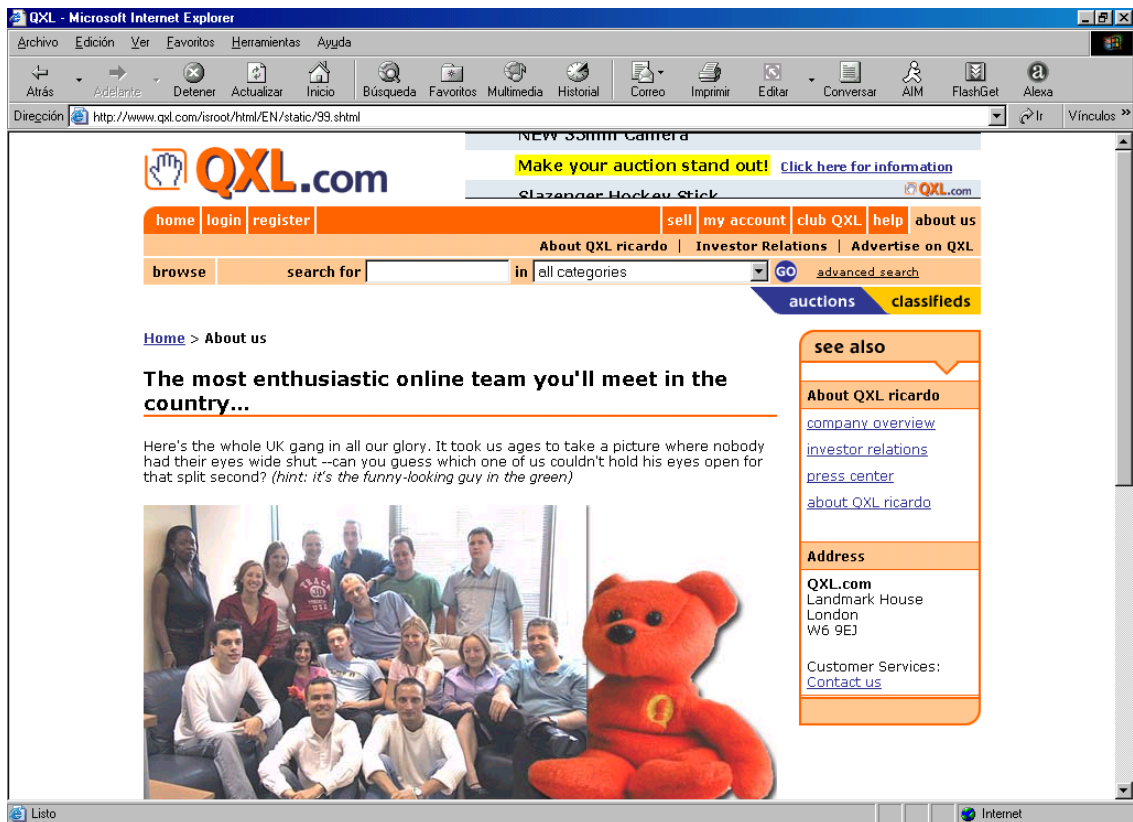 QXL - Microsoft Internet Explorer
Archivo Edición Ver Favoritos Herramientas Ayuda
Atrás Adelante Detener Actualizar Inicio Búsqueda Favoritos Multimedia Historial Correo Imprimir Editar Conversar AIM FlashGet Alexa
Dirección http://www.qxl.com/isroot/html/EN/static/99.shtml Ir Vínculos »
NEW 35mm Camera
QXL.com
Make your auction stand out! Click here for information
Slazenger Hockey Stick
QXL.com
home login register sell my account club QXL help about us
About QXL ricardo | Investor Relations | Advertise on QXL
browse search for in all categories GO advanced search
auctions classifieds
Home > About us
The most enthusiastic online team you'll meet in the
country...
Here's the whole UK gang in all our glory. It took us ages to take a picture where nobody
had their eyes wide shut --can you guess which one of us couldn't hold his eyes open for
that split second? (hint: it's the funny-looking guy in the green)
TRACK
Q
see also
About QXL ricardo
company overview
investor relations
press center
about QXL ricardo
Address
QXL.com
Landmark House
London
W6 9EJ
Customer Services:
Contact us
Listo Internet